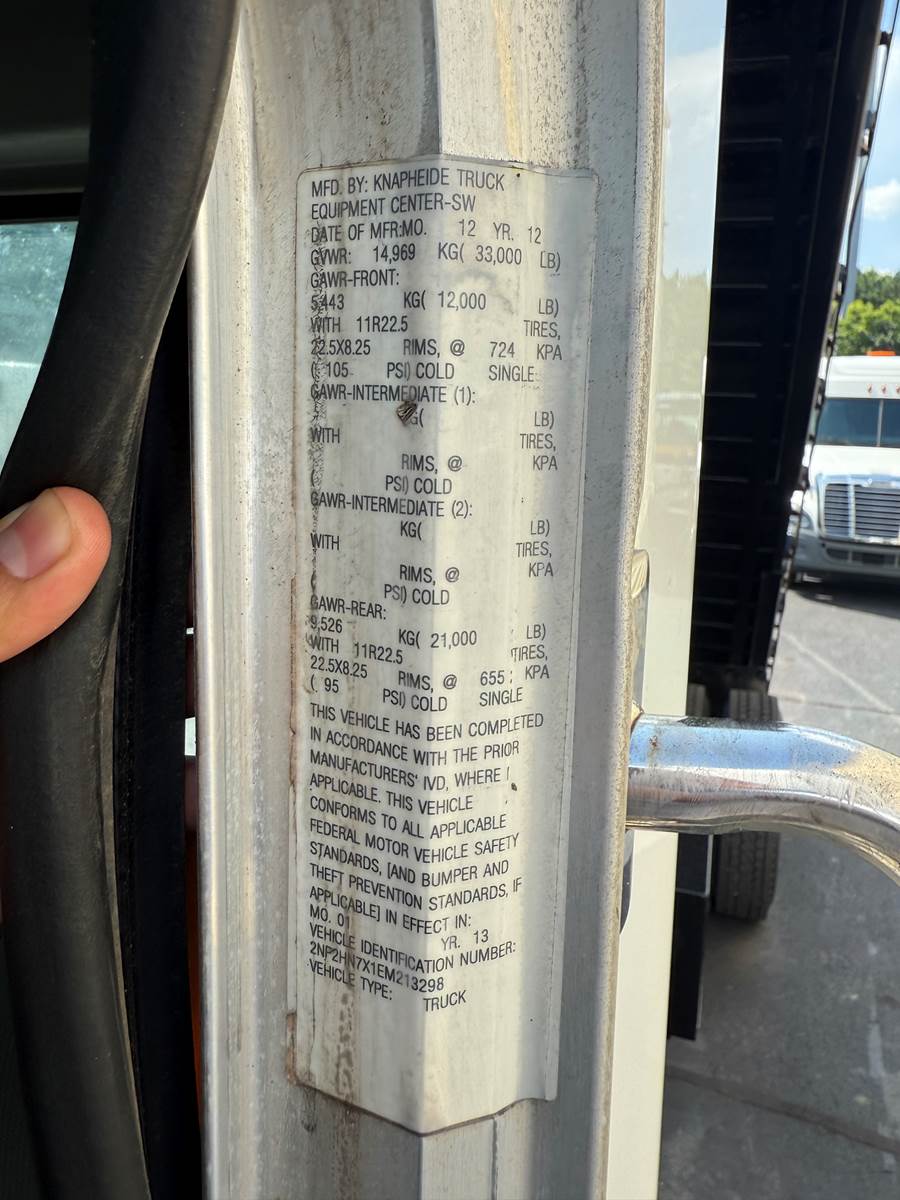 MFD. BY: KNAPHEIDE TRUCK
EQUIPMENT CENTER-SW
DATE OF MFR:MO. 12 YR. 12
GVWR: 14,969 KG( 33,000 LB)
GAWR-FRONT:
5,443 KG( 12,000 LB)
WITH 11R22.5 TIRES,
22.5X8.25 RIMS, @ 724 KPA
( 105 PSI) COLD SINGLE
GAWR-INTERMEDIATE (1):
KG( LB)
WITH TIRES,
RIMS, @ KPA
( PSI) COLD
GAWR-INTERMEDIATE (2):
KG( LB)
WITH TIRES,
RIMS, @ KPA
( PSI) COLD
GAWR-REAR:
9,526 KG( 21,000 LB)
WITH 11R22.5 TIRES,
22.5X8.25 RIMS, @ 655 KPA
( 95 PSI) COLD SINGLE
THIS VEHICLE HAS BEEN COMPLETED
IN ACCORDANCE WITH THE PRIOR
MANUFACTURERS' IVD, WHERE
APPLICABLE. THIS VEHICLE
CONFORMS TO ALL APPLICABLE
FEDERAL MOTOR VEHICLE SAFETY
STANDARDS, [AND BUMPER AND
THEFT PREVENTION STANDARDS, IF
APPLICABLE] IN EFFECT IN:
MO. 01 YR. 13
VEHICLE IDENTIFICATION NUMBER:
2NP2HN7X1EM213298
VEHICLE TYPE: TRUCK